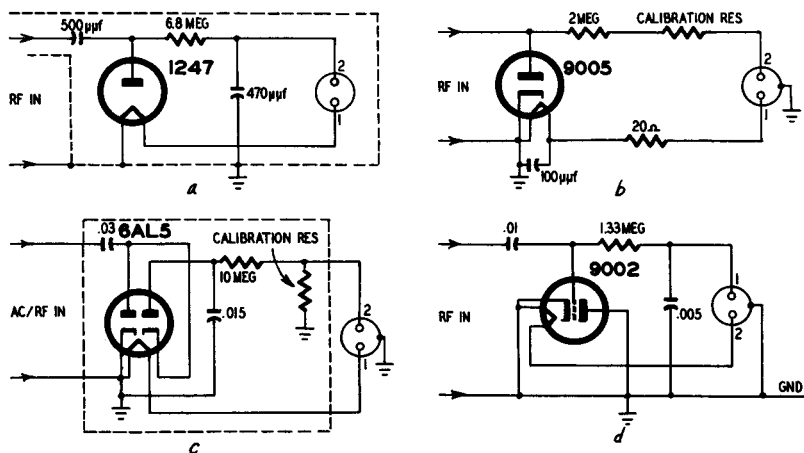 500μμf
6.8 MEG
1247
RF IN
470μμf
2
1
a
2MEG
CALIBRATION RES
9005
RF IN
2
1
20Ω
100μμf
b
.03
6AL5
CALIBRATION RES
10 MEG
AC/RF IN
.015
2
1
c
.01
1.33 MEG
9002
RF IN
1
2
.005
GND
d